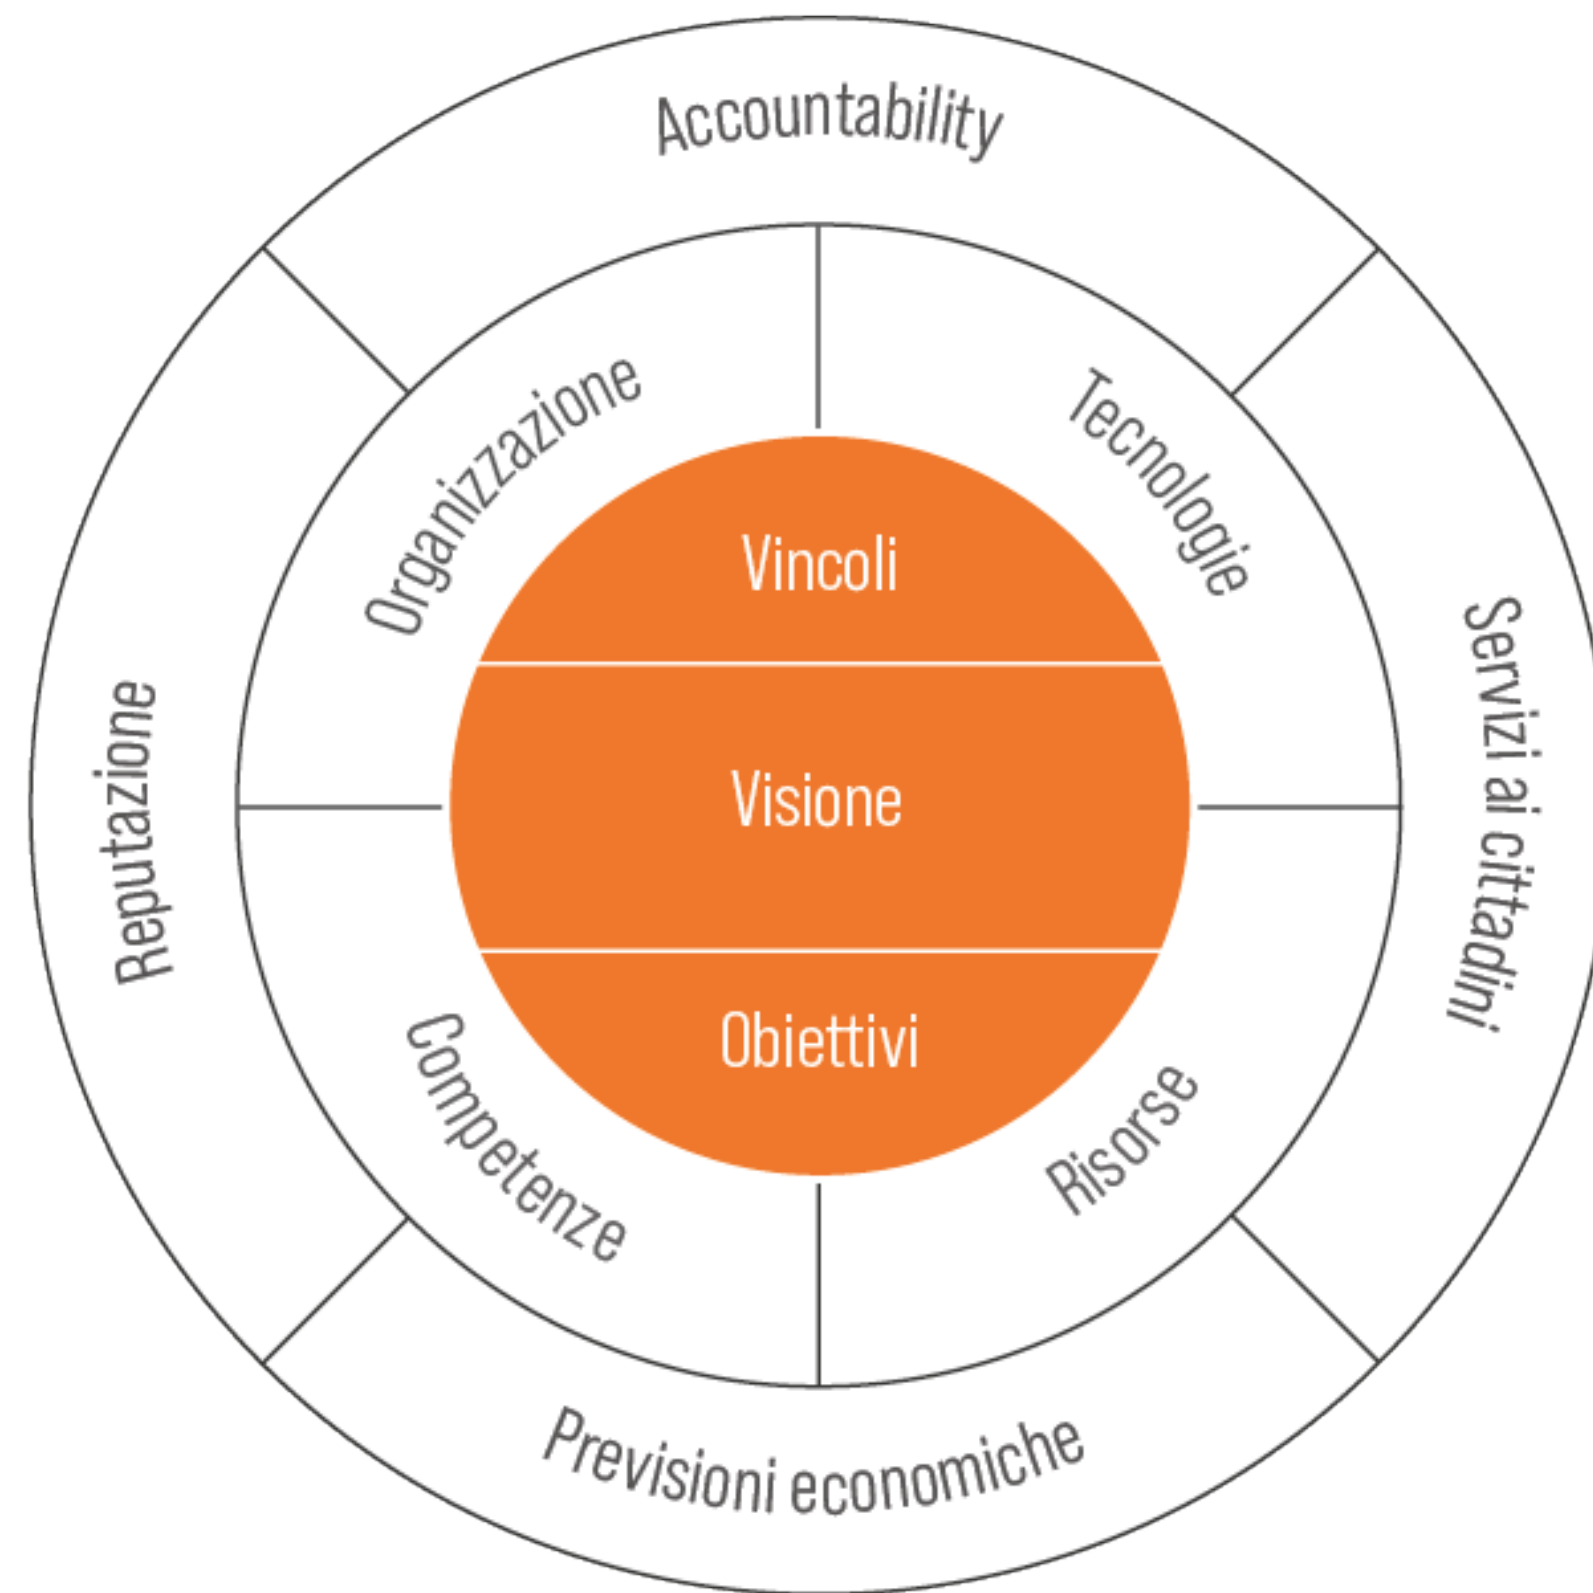 Accountability
Organizzazione
Tecnologie
Vincoli
Reputazione
Visione
Servizi ai cittadini
Obiettivi
Competenze
Risorse
Previsioni economiche